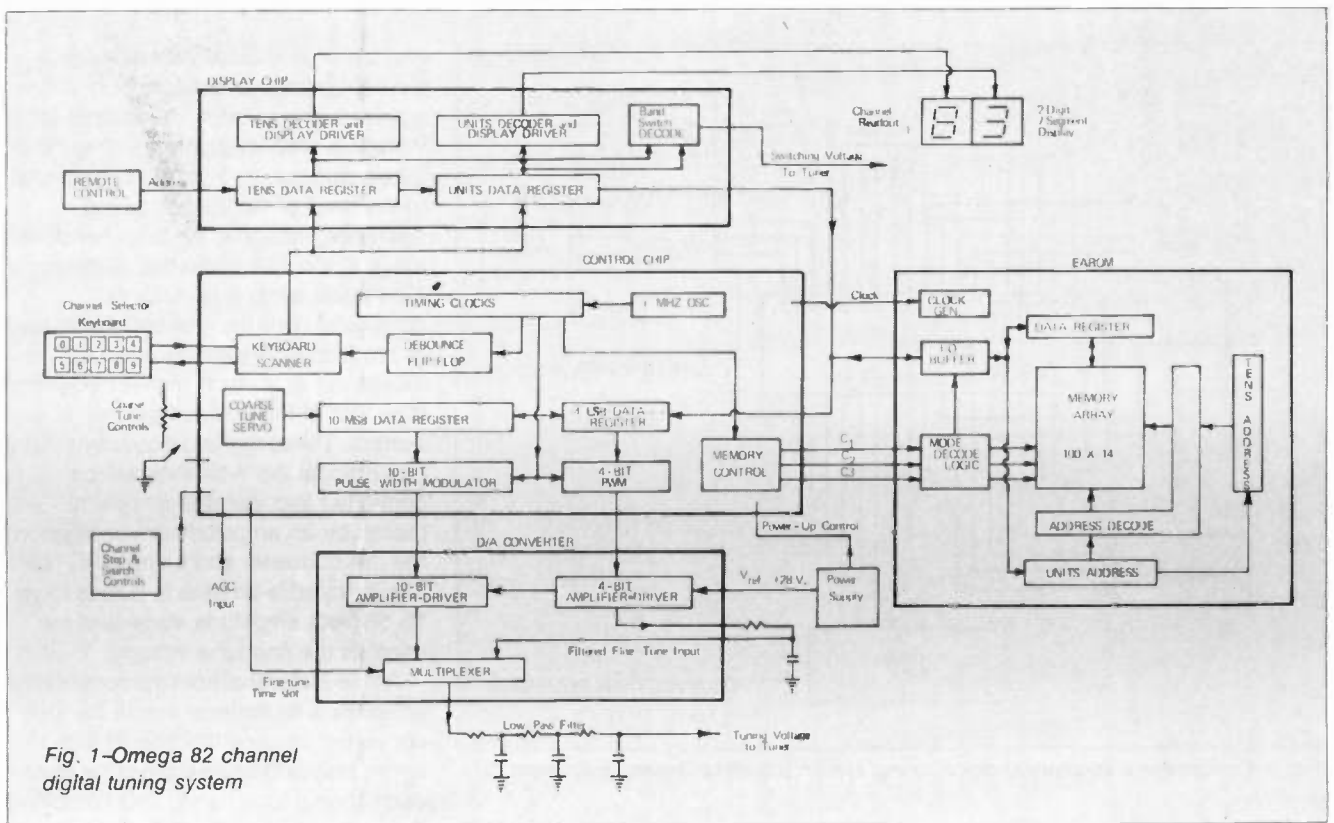 DISPLAY CHIP
TENS DECODER and
DISPLAY DRIVER
UNITS DECODER and
DISPLAY DRIVER
Band
Switch
DECODE
Channel
Readout
8 3
Digit
Segment
Display
Switching Voltage
To Tuner
REMOTE
CONTROL
Address
TENS DATA REGISTER
UNITS DATA REGISTER
CONTROL CHIP
EAROM
Channel Selector
Keyboard
0 1 2 3 4
5 6 7 8 9
TIMING CLOCKS
MHZ OSC
Clock
CLOCK
GEN.
DATA REGISTER
KEYBOARD
SCANNER
DEBOUNCE
FLIP-FLOP
I/O
BUFFER
MEMORY
ARRAY
100 X 14
TENS ADDRESS
Coarse
Tune
Controls
COARSE
TUNE
SERVO
10 MSB DATA REGISTER
4 LSB DATA
REGISTER
MEMORY
CONTROL
MODE
DECODE
LOGIC
10-BIT
PULSE WIDTH MODULATOR
4-BIT
PWM
ADDRESS DECODE
UNITS ADDRESS
Power-Up Control
Channel
Step &
Search
Controls
AGC
Input
D/A CONVERTER
10-BIT
AMPLIFIER-DRIVER
4-BIT
AMPLIFIER-DRIVER
Vref +28 V.
Power
Supply
Filtered Fine Tune Input
MULTIPLEXER
Fine tune
Time slot
Low Pass Filter
Tuning Voltage
to Tuner
Fig. 1–Omega 82 channel
digital tuning system